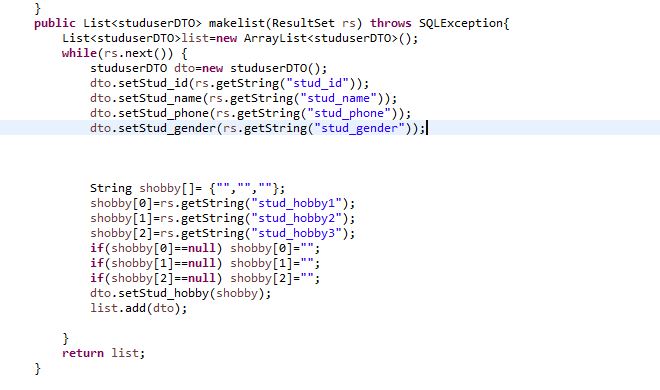 }
public List<studuserDTO> makelist(ResultSet rs) throws SQLException{
List<studuserDTO>list=new ArrayList<studuserDTO>();
while(rs.next()) {
studuserDTO dto=new studuserDTO();
dto.setStud_id(rs.getString("stud_id"));
dto.setStud_name(rs.getString("stud_name"));
dto.setStud_phone(rs.getString("stud_phone"));
dto.setStud_gender(rs.getString("stud_gender"));
String shobby[]= {"","",""};
shobby[0]=rs.getString("stud_hobby1");
shobby[1]=rs.getString("stud_hobby2");
shobby[2]=rs.getString("stud_hobby3");
if(shobby[0]==null) shobby[0]="";
if(shobby[1]==null) shobby[1]="";
if(shobby[2]==null) shobby[2]="";
dto.setStud_hobby(shobby);
list.add(dto);
}
return list;
}